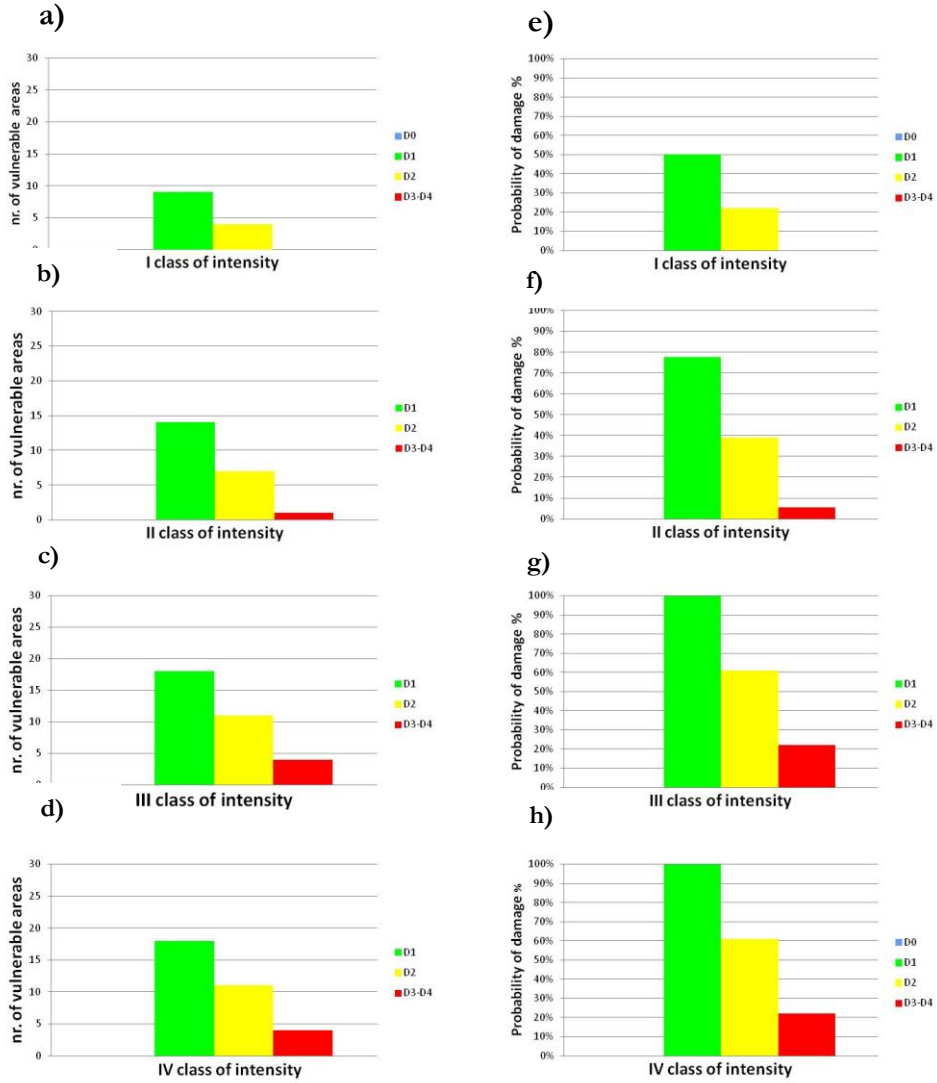 a)
nr. of vulnerable areas
30
25
20
15
10
5
D0
D1
D2
D3-D4
I class of intensity
e)
Probability of damage %
100%
90%
80%
70%
60%
50%
40%
30%
20%
10%
0%
D0
D1
D2
D3-D4
I class of intensity
b)
nr. of vulnerable areas
30
25
20
15
10
5
0
D1
D2
D3-D4
II class of intensity
f)
Probability of damage %
100%
90%
80%
70%
60%
50%
40%
30%
20%
10%
0%
D1
D2
D3-D4
II class of intensity
c)
nr. of vulnerable areas
30
25
20
15
10
5
D1
D2
D3-D4
III class of intensity
g)
Probability of damage %
100%
90%
80%
70%
60%
50%
40%
30%
20%
10%
0%
D1
D2
D3-D4
III class of intensity
d)
nr. of vulnerable areas
30
25
20
15
10
5
0
D1
D2
D3-D4
IV class of intensity
h)
Probability of damage %
100%
90%
80%
70%
60%
50%
40%
30%
20%
10%
0%
D0
D1
D2
D3-D4
IV class of intensity